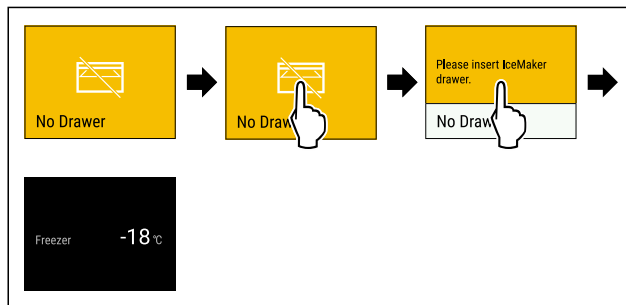 No Drawer
No Draw
Please insert IceMaker
drawer.
No Draw
Freezer
-18 °C